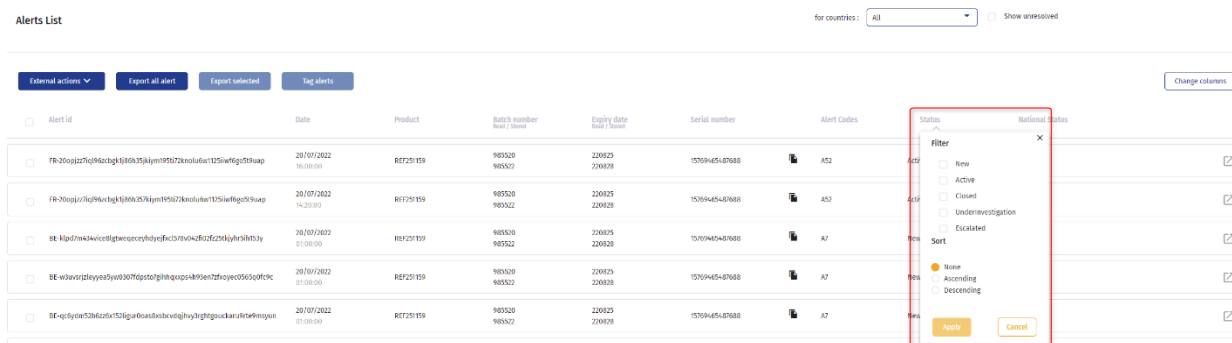 Alerts List
for countries : All
Show unresolved
External actions
Export all alert
Export selected
Tag alerts
Change columns
Alert id Date Product Batch number Expiry date Serial number Alert Codes Status National Status
Read / Stored Read / Stored
20/07/2022 REF251159 985520 220825 15769465487688 A52
16:00:00 985522 220828
20/07/2022 REF251159 985520 220825 15769465487688 A52
14:20:00 985522 220828
20/07/2022 REF251159 985520 220825 15769465487688 A7 New
01:00:00 985522 220828
20/07/2022 REF251159 985520 220825 15769465487688 A7 New
01:00:00 985522 220828
20/07/2022 REF251159 985520 220825 15769465487688 A7 New
01:00:00 985522 220828
Filter
New
Active
Closed
UnderInvestigation
Escalated
Sort
None
Ascending
Descending
Apply
Cancel